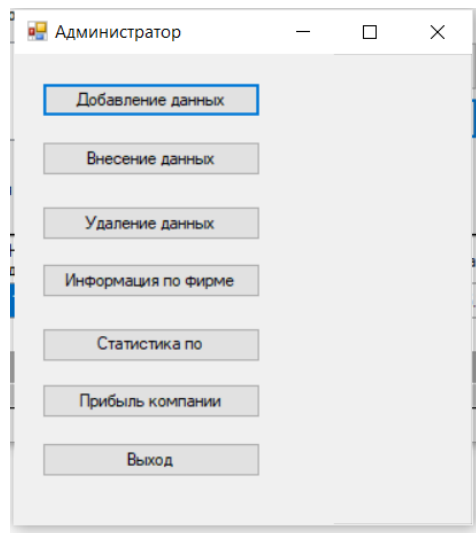 Администратор
Добавление данных
Внесение данных
Удаление данных
Информация по фирме
Статистика по
Прибыль компании
Выход